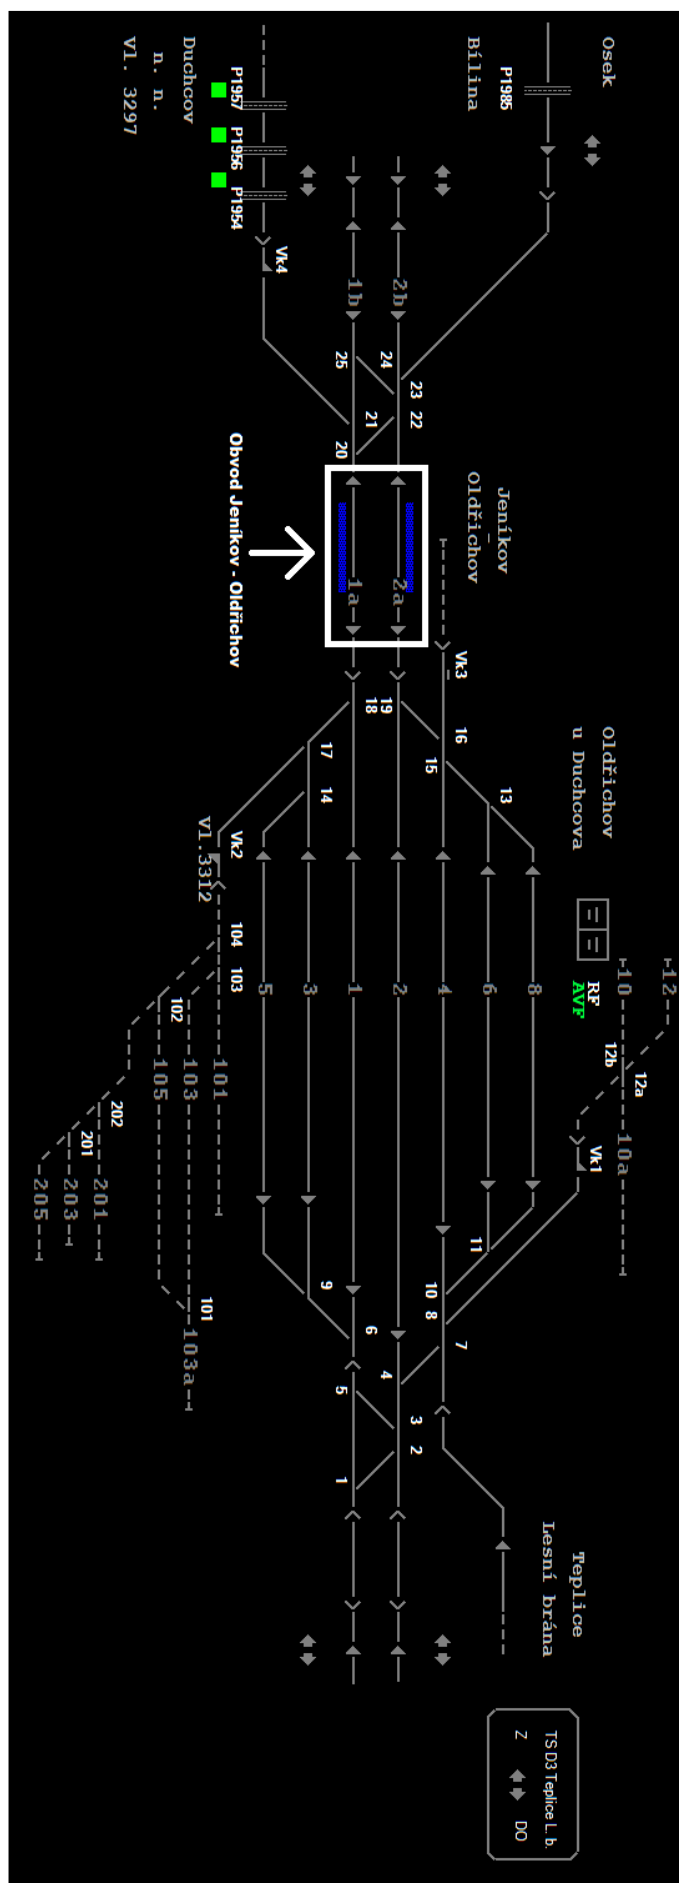 Osek
P1985
Bílina
Duchcov
n. n.
Vl. 3297
P1957
P1956
P1954
Vk4
1b
2b
25
24
23
22
21
20
Jeníkov
_
Oldřichov
Obvod Jeníkov - Oldřichov
1a
2a
Vk3
19
18
17
16
15
14
13
Oldřichov
u Duchcova
RF
AVF
12
10
12b
12a
10a
Vk1
8
6
4
2
1
3
5
Vk2
Vl.3312
104
103
102
101
103
105
202
201
201
203
205
101
103a
11
10
9
8
7
6
5
4
3
2
1
Teplice
Lesní brána
TS D3 Teplice L. b.
Z DO